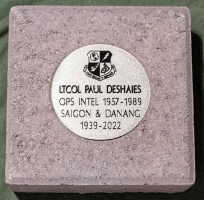 LTCOL PAUL DESHAIES
OPS INTEL 1957-1989
SAIGON & DANANG
1939-2022